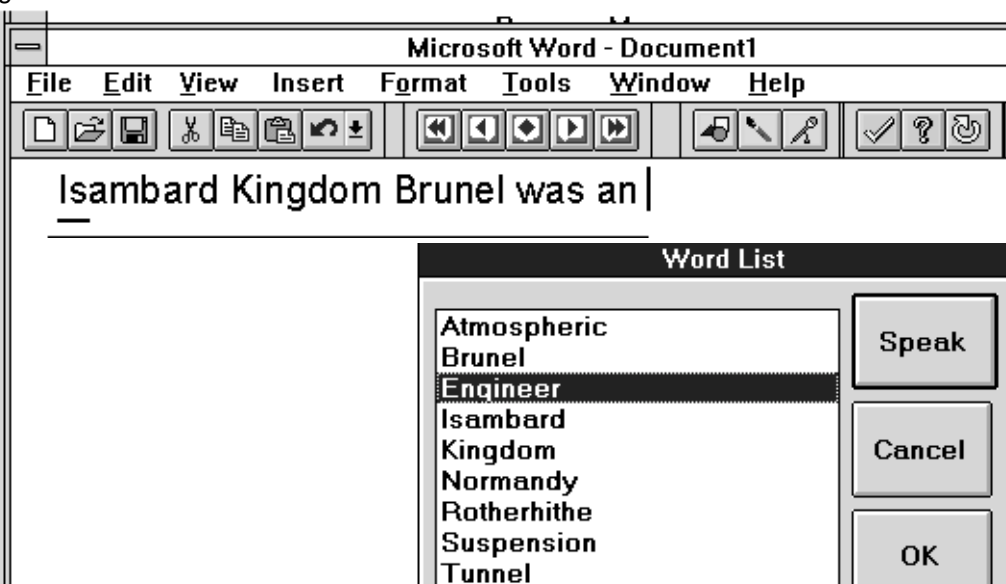 Microsoft Word - Document1
File Edit View Insert Format Tools Window Help
Isambard Kingdom Brunel was an
Word List
Atmospheric
Brunel
Engineer
Isambard
Kingdom
Normandy
Rotherhithe
Suspension
Tunnel
Speak
Cancel
OK